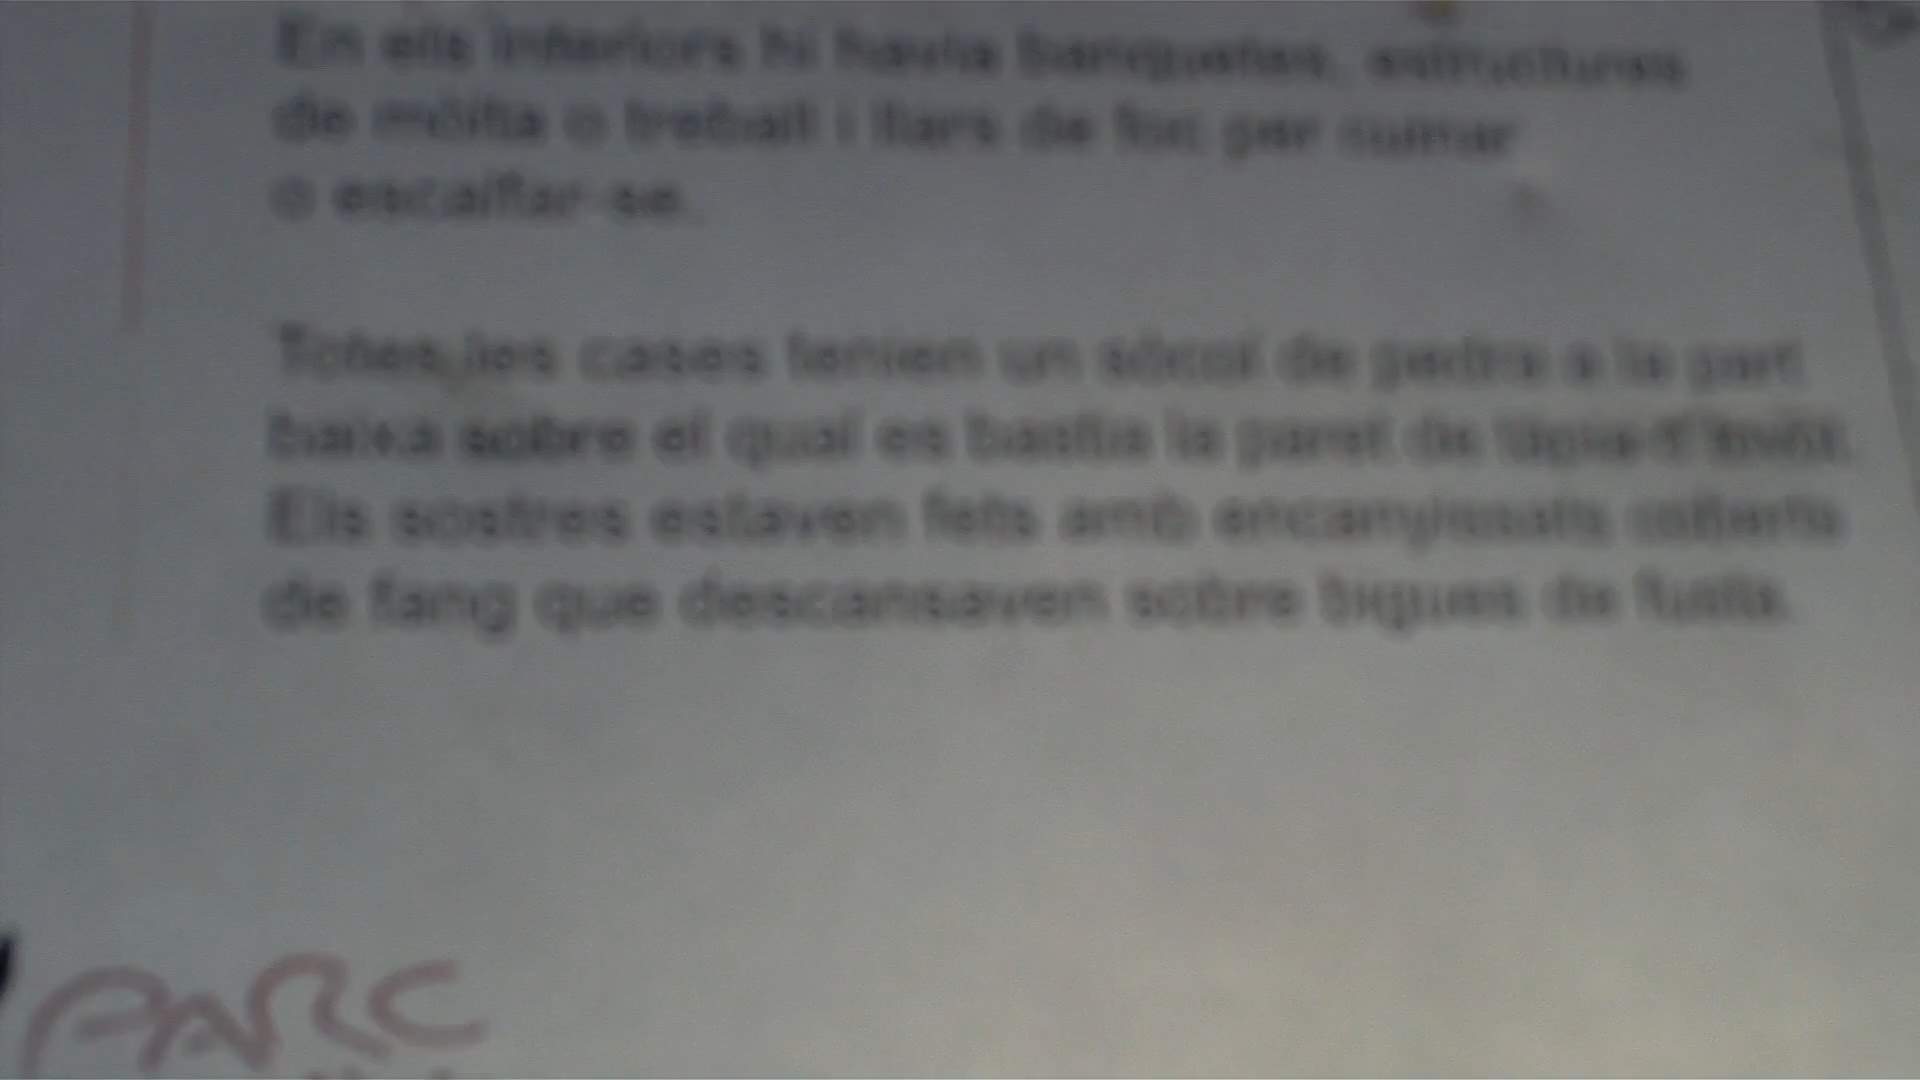 En els interiors hi havia banquetes, estructures
de mòlta o treball i llars de foc per cuinar
o escalfar-se.
Totes les cases tenien un sòcol de pedra a la part
baixa sobre el qual es bastia la paret de tàpia
Els sostres estaven fets amb encanyissats coberts
de fang que descansaven sobre bigues de fusta.
PARC